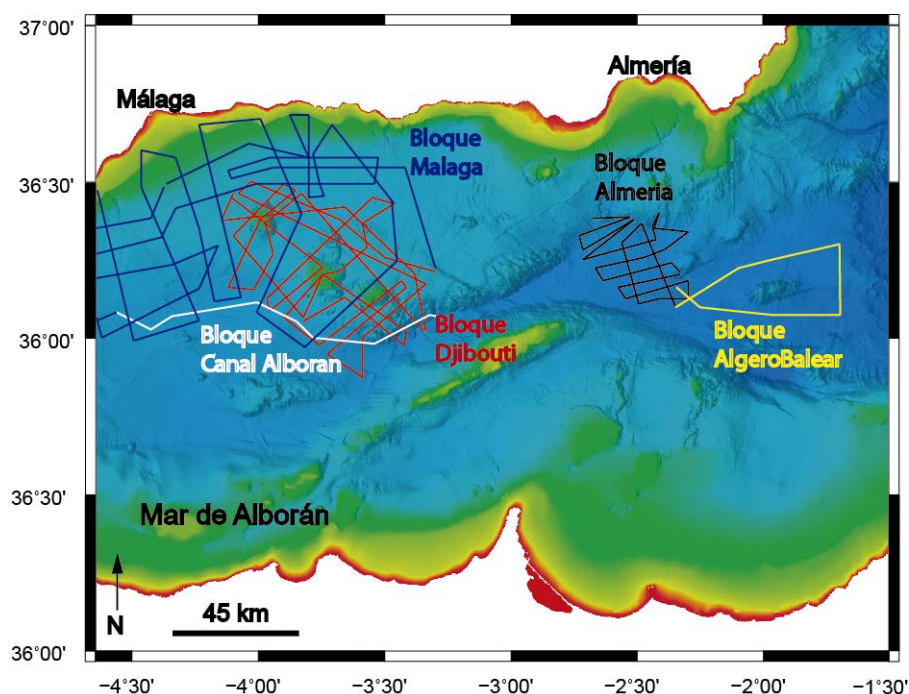 37°00'
Almería
Málaga
Bloque
Malaga
Bloque
Almeria
36°30'
36°00'
Bloque
Canal Alboran
Bloque
Djibouti
Bloque
AlgeroBalear
36°30'
Mar de Alborán
N
45 km
36°00'
−4°30' −4°00' −3°30' −3°00' −2°30' −2°00' −1°30'